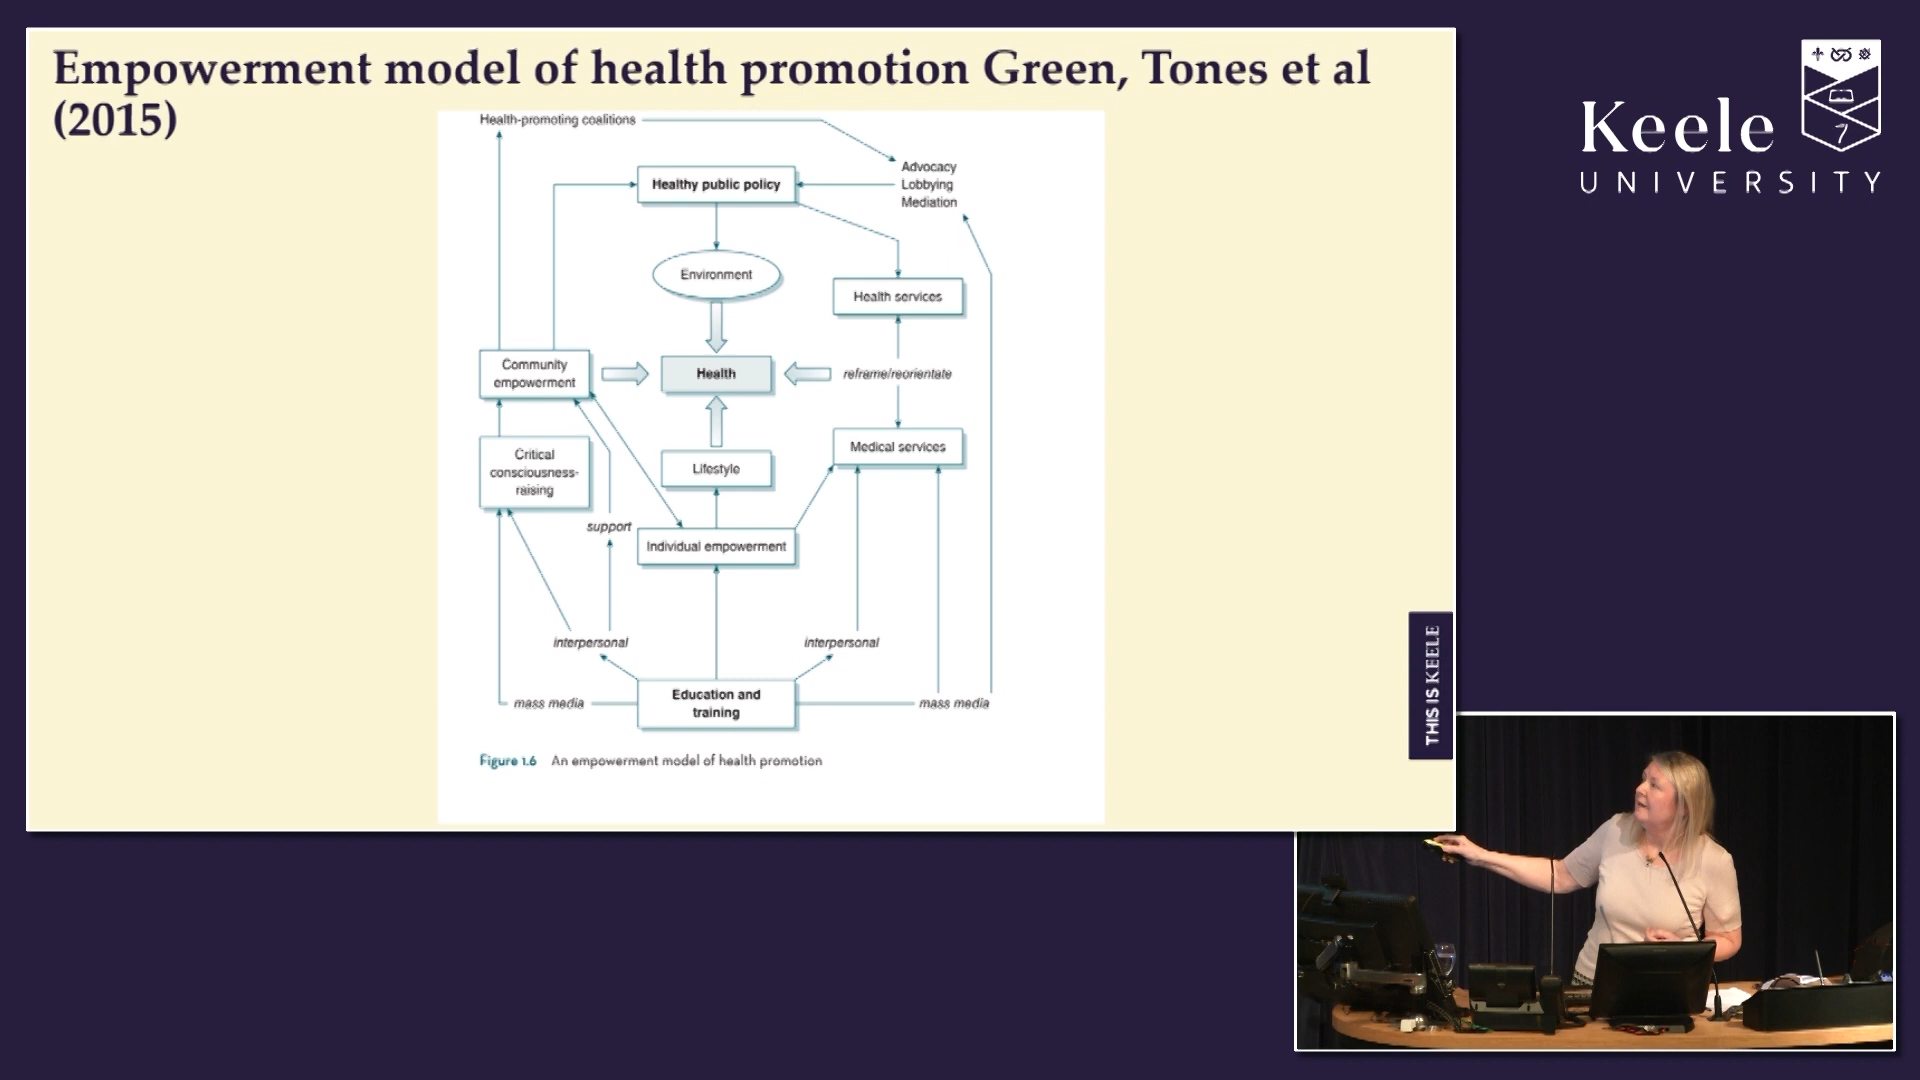 Empowerment model of health promotion Green, Tones et al
(2015)
Health-promoting coalitions
Advocacy
Lobbying
Mediation
Healthy public policy
Environment
Health services
Community
empowerment
Health
reframe/reorientate
Critical
consciousness-
raising
Lifestyle
Medical services
support
Individual empowerment
interpersonal
interpersonal
Education and
training
mass media
mass media
Figure 1.6 An empowerment model of health promotion
THIS IS KEELE
Keele
UNIVERSITY